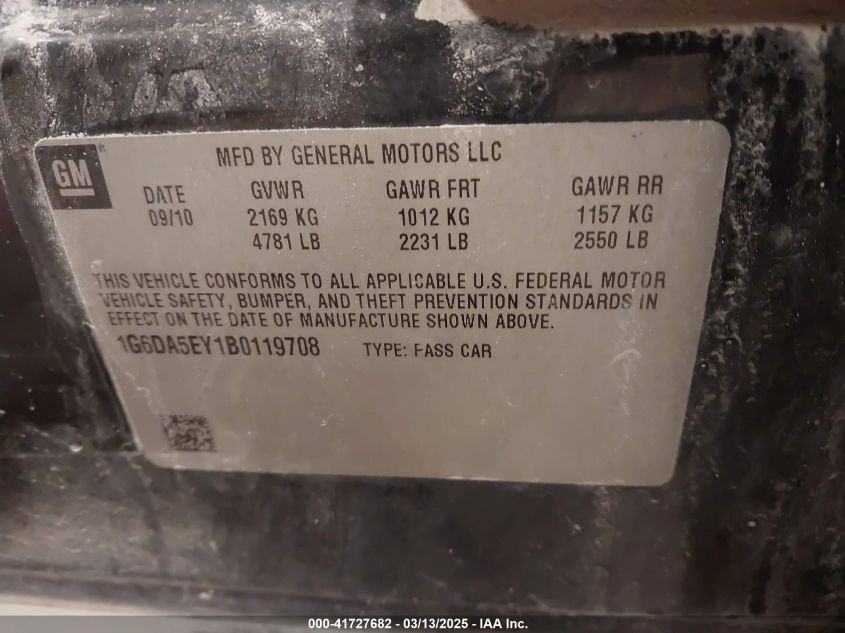 GM ®
MFD BY GENERAL MOTORS LLC
DATE GVWR GAWR FRT GAWR RR
09/10 2169 KG 1012 KG 1157 KG
4781 LB 2231 LB 2550 LB
THIS VEHICLE CONFORMS TO ALL APPLICABLE U.S. FEDERAL MOTOR
VEHICLE SAFETY, BUMPER, AND THEFT PREVENTION STANDARDS IN
EFFECT ON THE DATE OF MANUFACTURE SHOWN ABOVE.
1G6DA5EY1B0119708 TYPE: PASS CAR
000-41727682 - 03/13/2025 - IAA Inc.